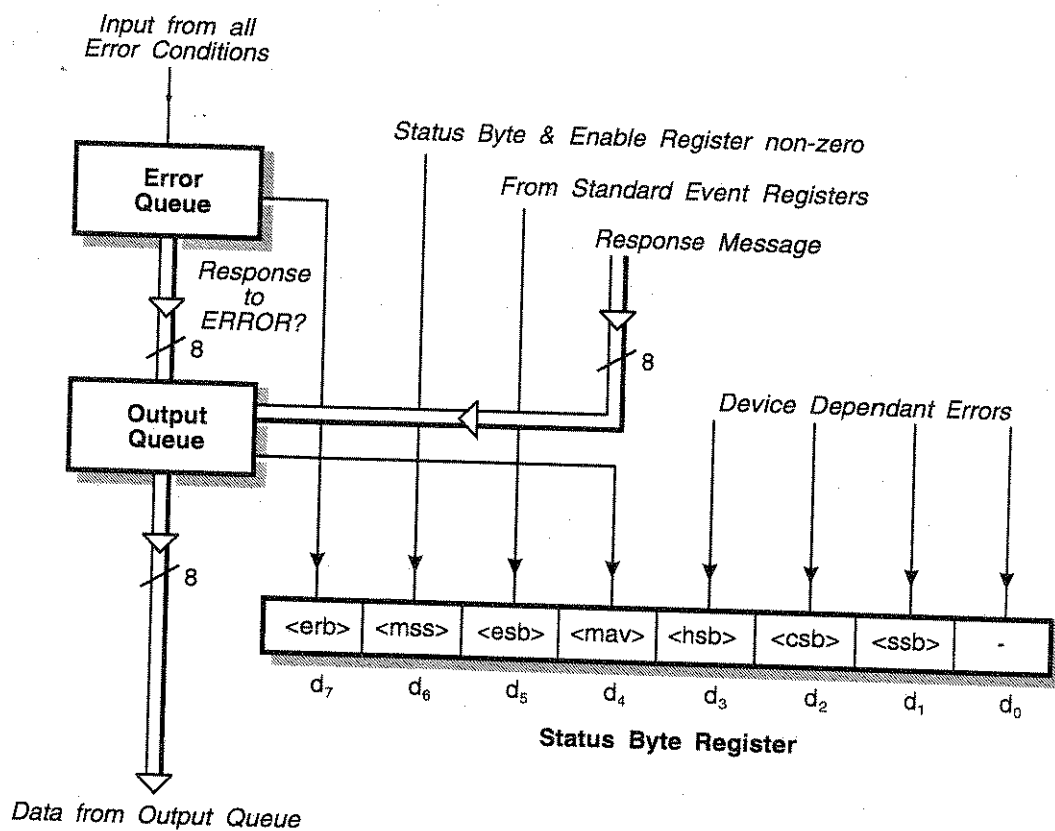 Input from all
Error Conditions
Status Byte & Enable Register non-zero
Error
Queue
From Standard Event Registers
Response Message
Response
to
ERROR?
8
8
Output
Queue
Device Dependant Errors
8
<erb> <mss> <esb> <mav> <hsb> <csb> <ssb> -
d₇ d₆ d₅ d₄ d₃ d₂ d₁ d₀
Status Byte Register
Data from Output Queue